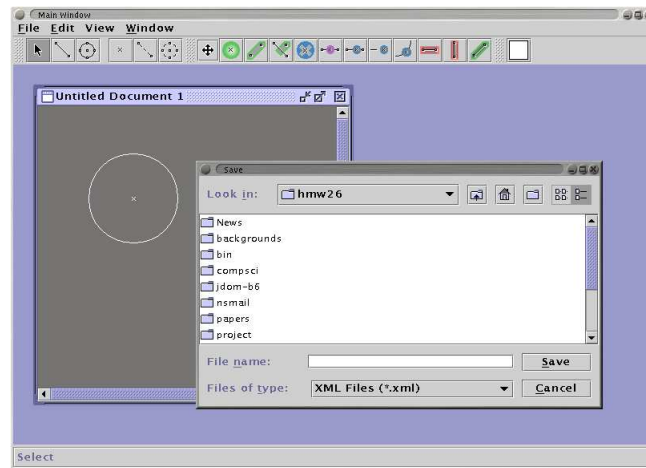 Main Window
File Edit View Window
Untitled Document 1
Save
Look in: hmw26
News
backgrounds
bin
compsci
jdom-b6
nsmail
papers
project
File name: Save
Files of type: XML Files (*.xml) Cancel
Select